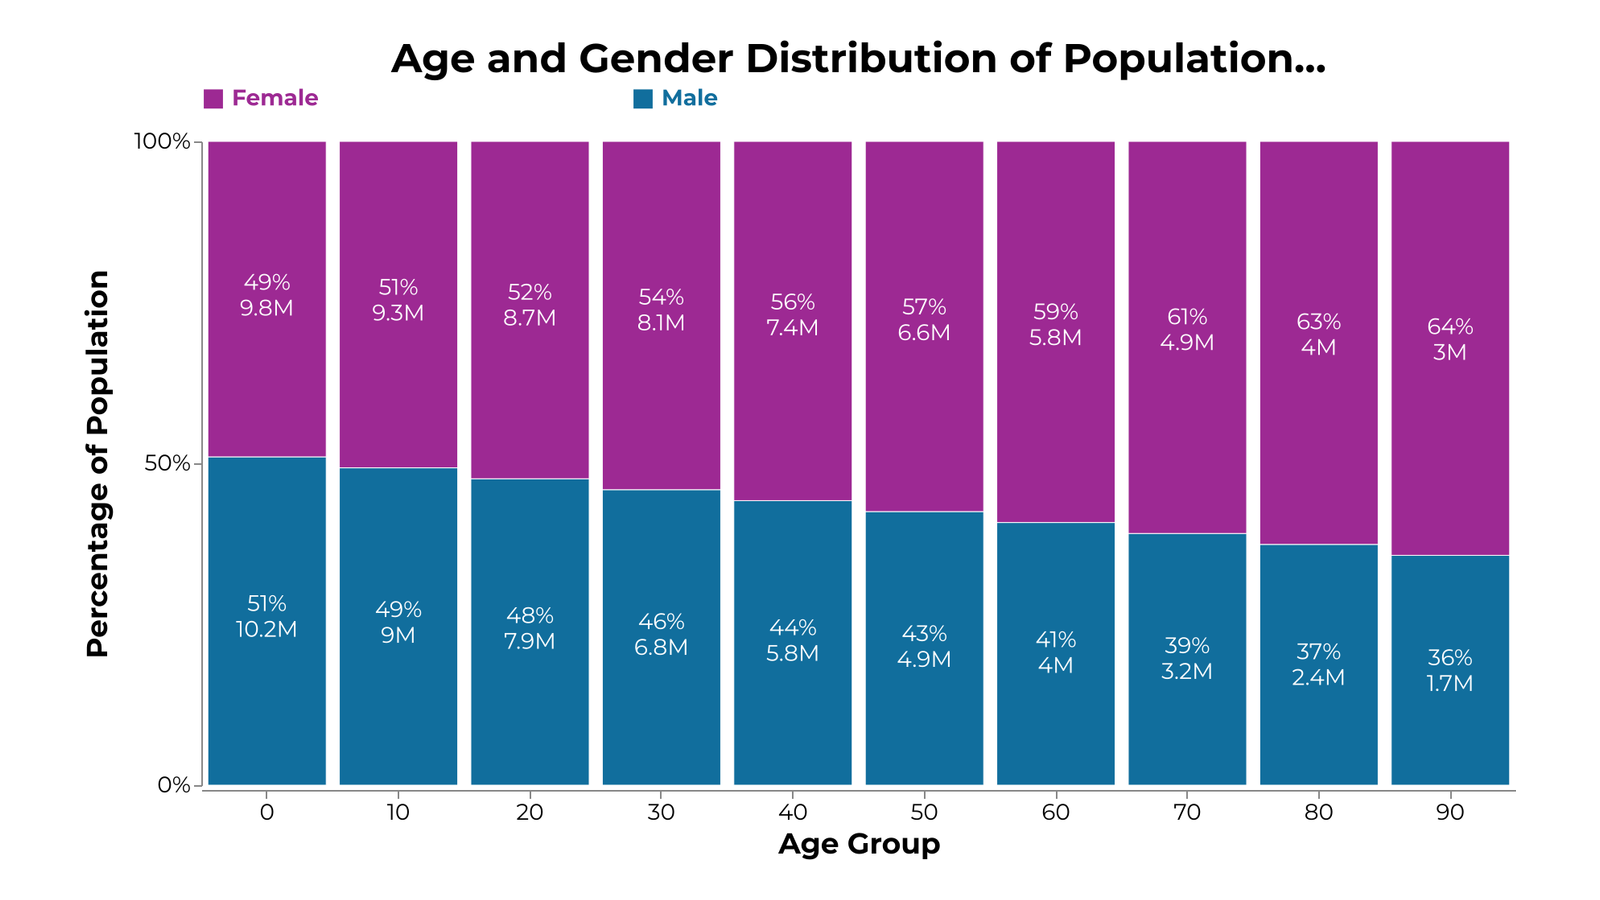 Age and Gender Distribution of Population...
Female
Male
Percentage of Population
100%
50%
0%
49%
9.8M
51%
9.3M
52%
8.7M
54%
8.1M
56%
7.4M
57%
6.6M
59%
5.8M
61%
4.9M
63%
4M
64%
3M
51%
10.2M
49%
9M
48%
7.9M
46%
6.8M
44%
5.8M
43%
4.9M
41%
4M
39%
3.2M
37%
2.4M
36%
1.7M
0 10 20 30 40 50 60 70 80 90
Age Group